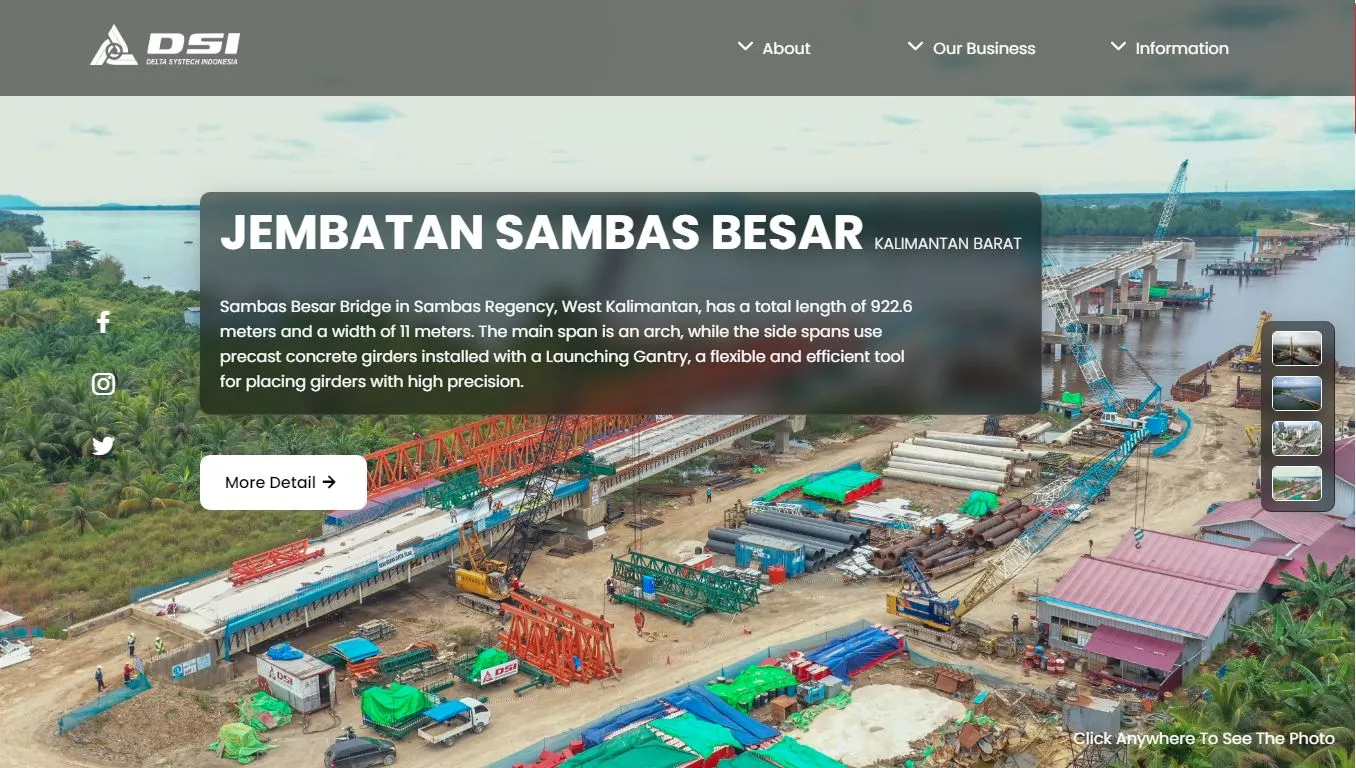 DSI
DELTA SYSTECH INDONESIA
About
Our Business
Information
JEMBATAN SAMBAS BESAR KALIMANTAN BARAT
Sambas Besar Bridge in Sambas Regency, West Kalimantan, has a total length of 922.6
meters and a width of 11 meters. The main span is an arch, while the side spans use
precast concrete girders installed with a Launching Gantry, a flexible and efficient tool
for placing girders with high precision.
More Detail
DSI
DSI
Click Anywhere To See The Photo